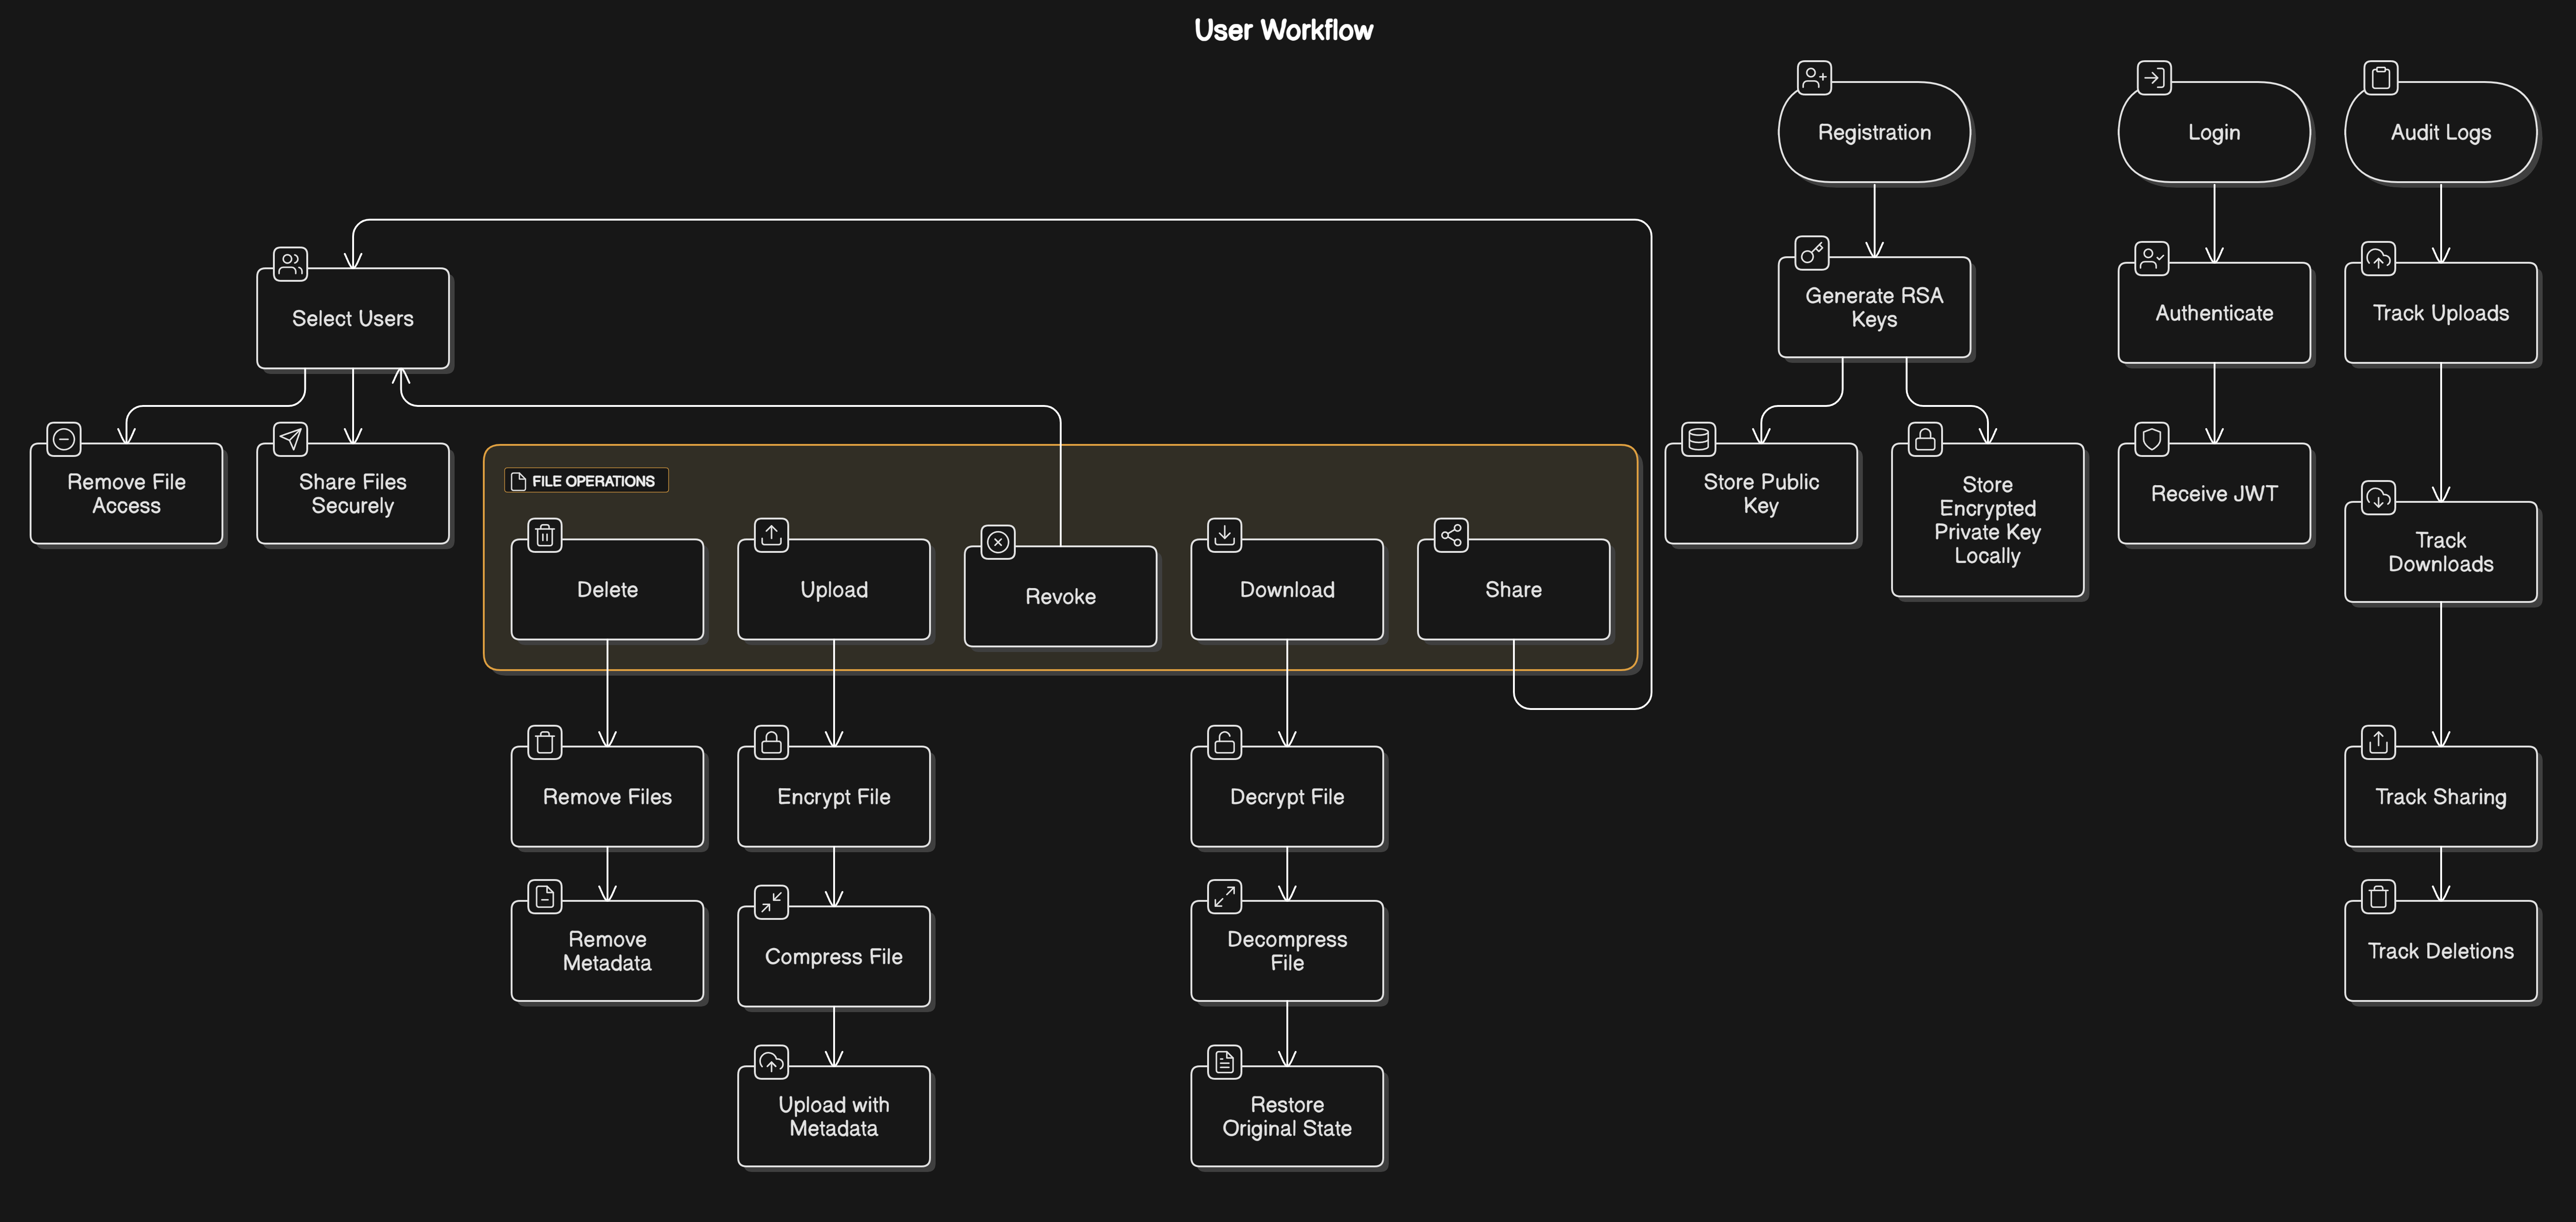 User Workflow
Registration
Login
Audit Logs
Select Users
Generate RSA
Keys
Authenticate
Track Uploads
Remove File
Access
Share Files
Securely
FILE OPERATIONS
Delete
Upload
Revoke
Download
Share
Store Public
Key
Store
Encrypted
Private Key
Locally
Receive JWT
Track
Downloads
Remove Files
Encrypt File
Decrypt File
Track Sharing
Remove
Metadata
Compress File
Decompress
File
Track Deletions
Upload with
Metadata
Restore
Original State